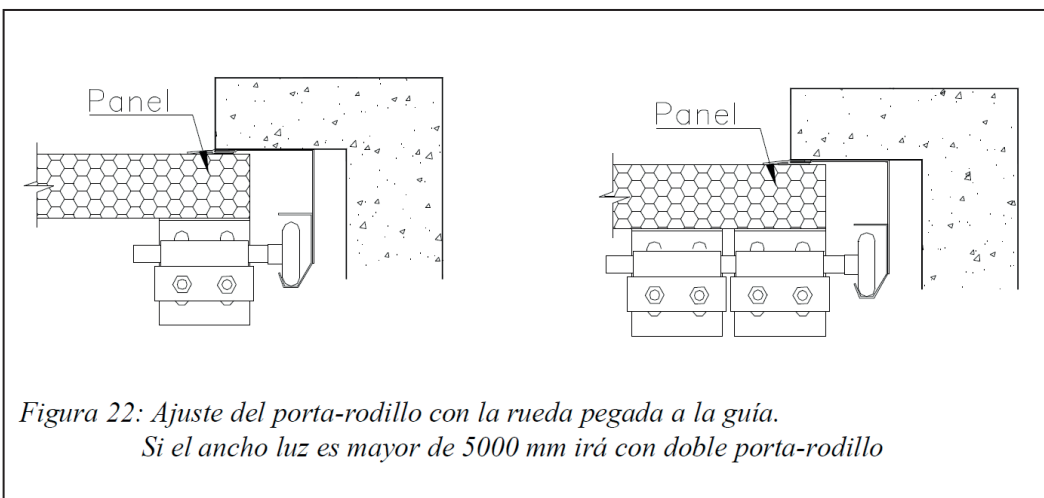 Panel
Panel
Figura 22: Ajuste del porta-rodillo con la rueda pegada a la guía.
Si el ancho luz es mayor de 5000 mm irá con doble porta-rodillo